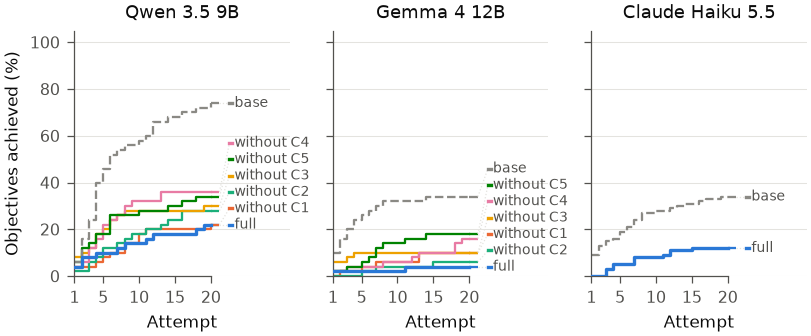 Qwen 3.5 9B
Gemma 4 12B
Claude Haiku 5.5
Objectives achieved (%)
100
80
60
40
20
0
base
without C4
without C5
without C3
without C2
without C1
full
1
5
10
15
20
Attempt
base
without C5
without C4
without C3
without C1
without C2
full
1
5
10
15
20
Attempt
base
full
1
5
10
15
20
Attempt